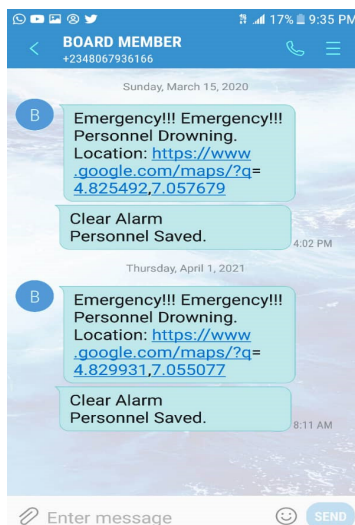 17% 9:35 PM
BOARD MEMBER
+2348067936166
Sunday, March 15, 2020
B
Emergency!!! Emergency!!!
Personnel Drowning.
Location: https://www
.google.com/maps/?q=
4.825492,7.057679
Clear Alarm
Personnel Saved.
4:02 PM
Thursday, April 1, 2021
B
Emergency!!! Emergency!!!
Personnel Drowning.
Location: https://www
.google.com/maps/?q=
4.829931,7.055077
Clear Alarm
Personnel Saved.
8:11 AM
Enter message
SEND